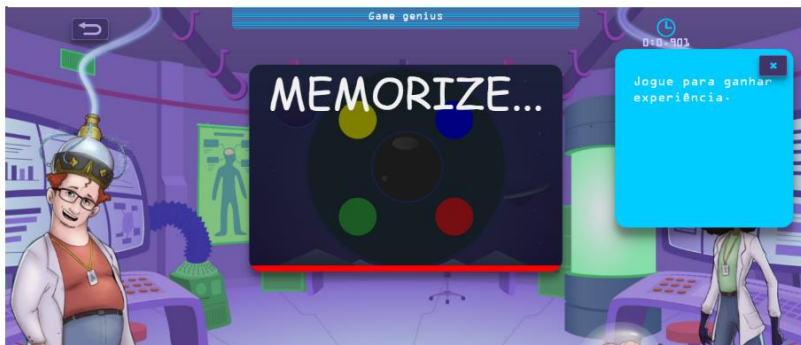 Game genius
0:0.901
MEMORIZE...
×
Jogue para ganhar
experiência.